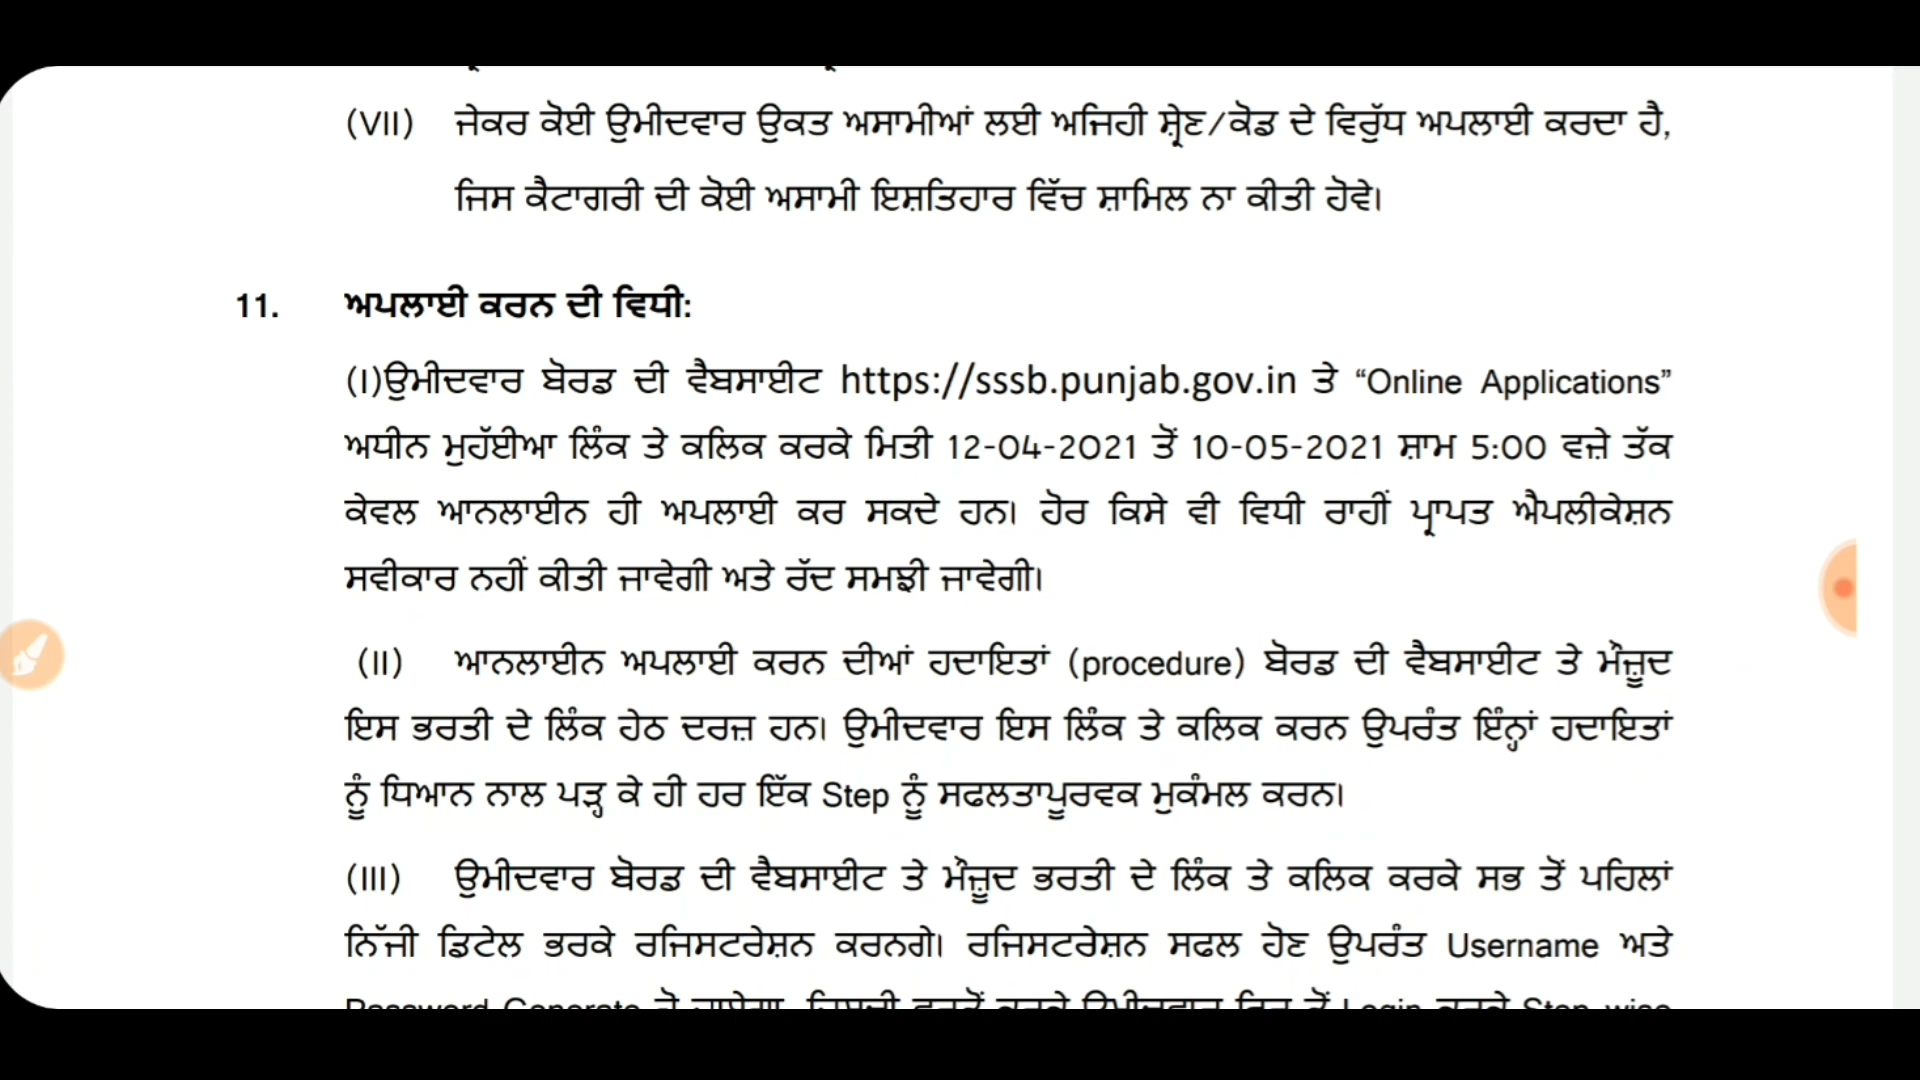 (VII) ਜੇਕਰ ਕੋਈ ਉਮੀਦਵਾਰ ਉਕਤ ਅਸਾਮੀਆਂ ਲਈ ਅਜਿਹੀ ਸ਼੍ਰੇਣ/ਕੋਡ ਦੇ ਵਿਰੁੱਧ ਅਪਲਾਈ ਕਰਦਾ ਹੈ,
ਜਿਸ ਕੈਟਾਗਰੀ ਦੀ ਕੋਈ ਅਸਾਮੀ ਇਸ਼ਤਿਹਾਰ ਵਿੱਚ ਸ਼ਾਮਿਲ ਨਾ ਕੀਤੀ ਹੋਵੇ।
11. ਅਪਲਾਈ ਕਰਨ ਦੀ ਵਿਧੀ:
(I)ਉਮੀਦਵਾਰ ਬੋਰਡ ਦੀ ਵੈਬਸਾਈਟ https://sssb.punjab.gov.in ਤੇ “Online Applications”
ਅਧੀਨ ਮੁਹੱਈਆ ਲਿੰਕ ਤੇ ਕਲਿਕ ਕਰਕੇ ਮਿਤੀ 12-04-2021 ਤੋਂ 10-05-2021 ਸ਼ਾਮ 5:00 ਵਜ਼ੇ ਤੱਕ
ਕੇਵਲ ਆਨਲਾਈਨ ਹੀ ਅਪਲਾਈ ਕਰ ਸਕਦੇ ਹਨ। ਹੋਰ ਕਿਸੇ ਵੀ ਵਿਧੀ ਰਾਹੀਂ ਪ੍ਰਾਪਤ ਐਪਲੀਕੇਸ਼ਨ
ਸਵੀਕਾਰ ਨਹੀਂ ਕੀਤੀ ਜਾਵੇਗੀ ਅਤੇ ਰੱਦ ਸਮਝੀ ਜਾਵੇਗੀ।
(II) ਆਨਲਾਈਨ ਅਪਲਾਈ ਕਰਨ ਦੀਆਂ ਹਦਾਇਤਾਂ (procedure) ਬੋਰਡ ਦੀ ਵੈਬਸਾਈਟ ਤੇ ਮੌਜ਼ੂਦ
ਇਸ ਭਰਤੀ ਦੇ ਲਿੰਕ ਹੇਠ ਦਰਜ਼ ਹਨ। ਉਮੀਦਵਾਰ ਇਸ ਲਿੰਕ ਤੇ ਕਲਿਕ ਕਰਨ ਉਪਰੰਤ ਇੰਨ੍ਹਾਂ ਹਦਾਇਤਾਂ
ਨੂੰ ਧਿਆਨ ਨਾਲ ਪੜ੍ਹ ਕੇ ਹੀ ਹਰ ਇੱਕ Step ਨੂੰ ਸਫਲਤਾਪੂਰਵਕ ਮੁਕੰਮਲ ਕਰਨ।
(III) ਉਮੀਦਵਾਰ ਬੋਰਡ ਦੀ ਵੈਬਸਾਈਟ ਤੇ ਮੌਜ਼ੂਦ ਭਰਤੀ ਦੇ ਲਿੰਕ ਤੇ ਕਲਿਕ ਕਰਕੇ ਸਭ ਤੋਂ ਪਹਿਲਾਂ
ਨਿੱਜੀ ਡਿਟੇਲ ਭਰਕੇ ਰਜਿਸਟਰੇਸ਼ਨ ਕਰਨਗੇ। ਰਜਿਸਟਰੇਸ਼ਨ ਸਫਲ ਹੋਣ ਉਪਰੰਤ Username ਅਤੇ
Password Generate